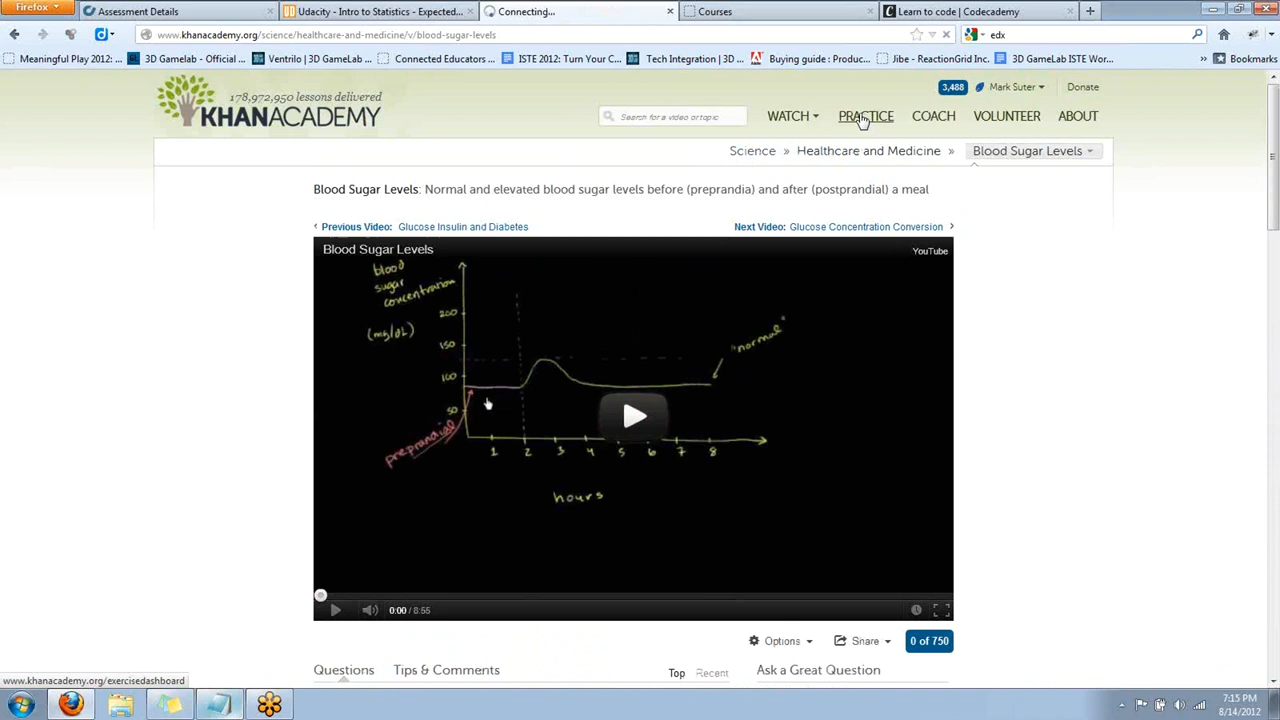 Firefox
Assessment Details
Udacity - Intro to Statistics - Expected...
Connecting...
Courses
Learn to code | Codecademy
www.khanacademy.org/science/healthcare-and-medicine/v/blood-sugar-levels
edx
Meaningful Play 2012: ...
3D Gamelab - Official ...
Ventrilo | 3D GameLab ...
Connected Educators ...
ISTE 2012: Turn Your C...
Tech Integration | 3D ...
Buying guide : Produc...
Jibe - ReactionGrid Inc.
3D GameLab ISTE Wor...
Bookmarks
178,972,950 lessons delivered
KHANACADEMY
3,488
Mark Suter
Donate
Search for a video or topic
WATCH
PRACTICE
COACH
VOLUNTEER
ABOUT
Science » Healthcare and Medicine » Blood Sugar Levels
Blood Sugar Levels: Normal and elevated blood sugar levels before (preprandia) and after (postprandial) a meal
Previous Video: Glucose Insulin and Diabetes
Next Video: Glucose Concentration Conversion
Blood Sugar Levels
YouTube
blood
sugar
concentration
(mg/dL)
200
150
100
50
"normal"
preprandial
1 2 3 4 5 6 7 8
hours
0:00 / 8:55
Options
Share
0 of 750
Questions
Tips & Comments
Top
Recent
Ask a Great Question
www.khanacademy.org/exercisedashboard
7:15 PM
8/14/2012